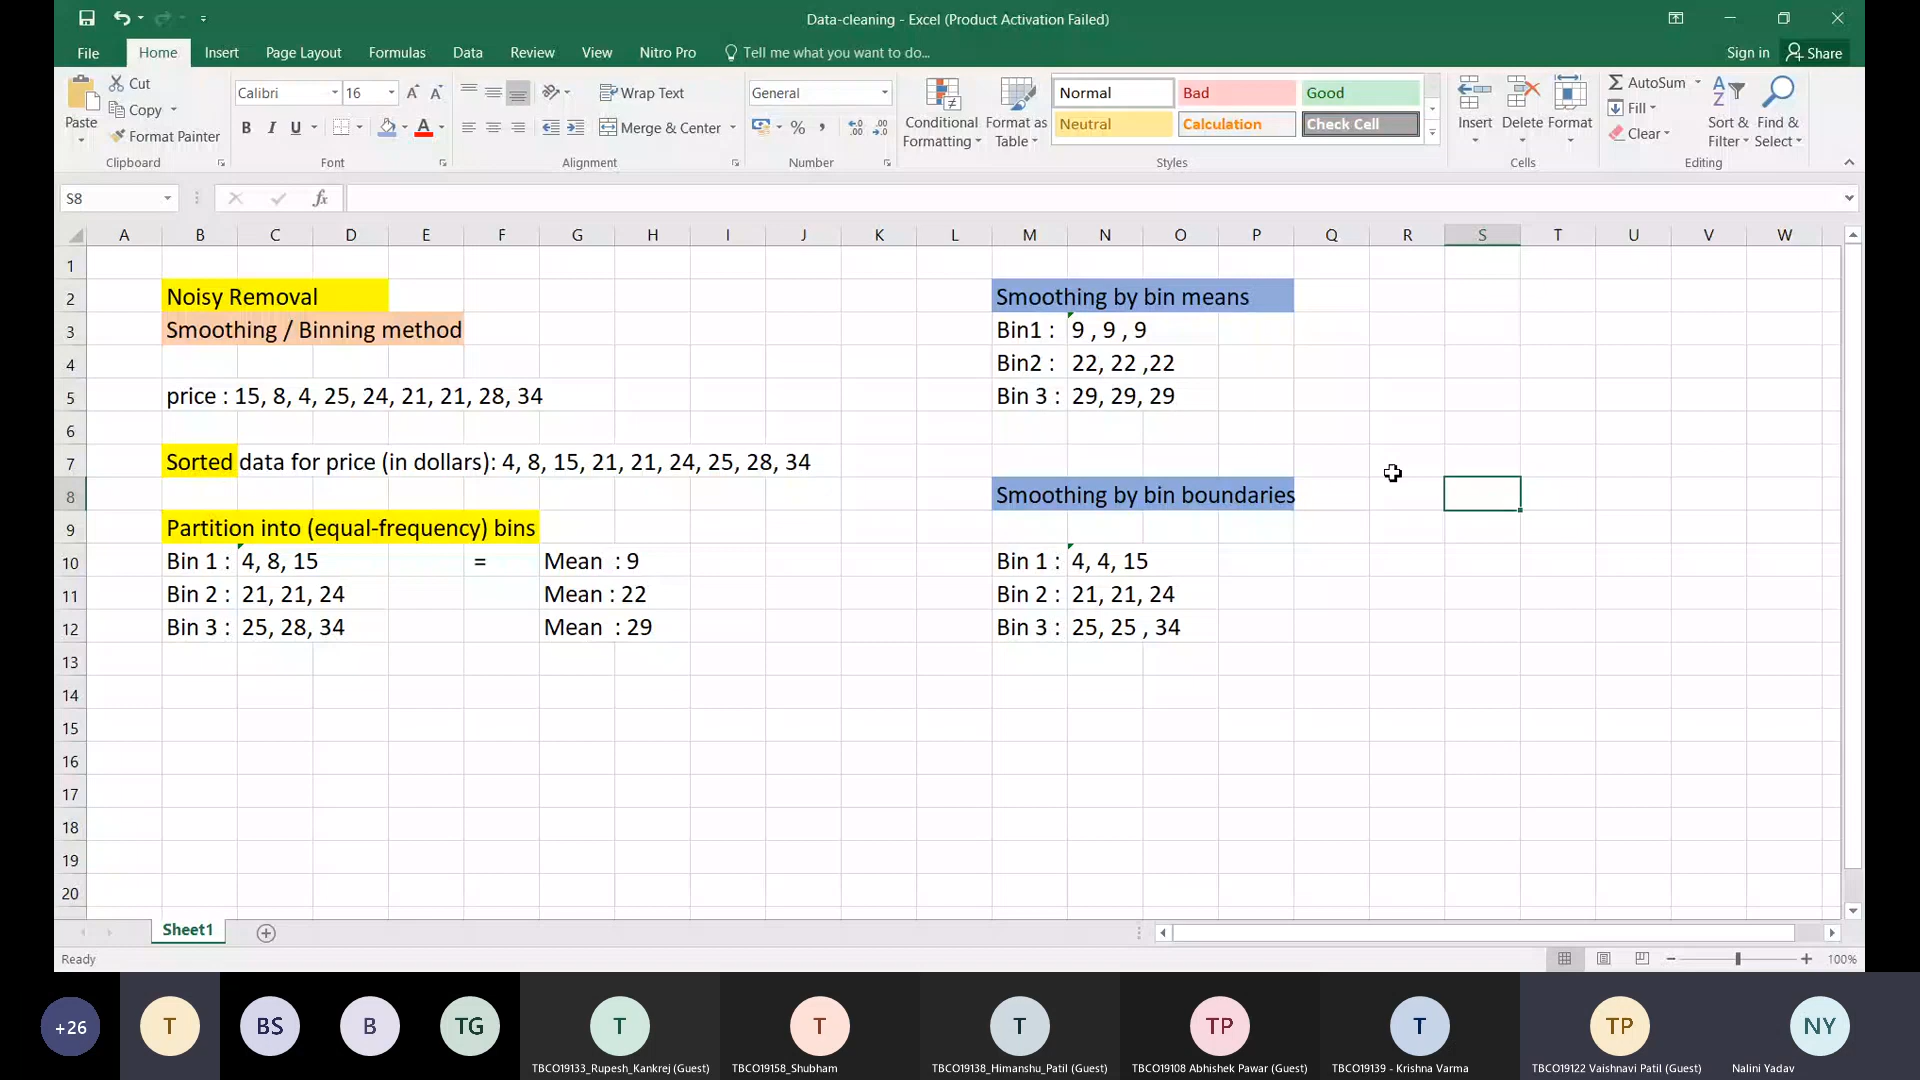 Data-cleaning - Excel (Product Activation Failed)
File Home Insert Page Layout Formulas Data Review View Nitro Pro Tell me what you want to do... Sign in Share
Paste
Cut
Copy
Format Painter
Clipboard
Calibri 16
B I U
Font
Wrap Text
Merge & Center
Alignment
General
%
Number
Conditional Formatting
Format as Table
Normal Bad Good
Neutral Calculation Check Cell
Styles
Insert Delete Format
Cells
AutoSum
Fill
Clear
Sort & Filter
Find & Select
Editing
S8 fx
A B C D E F G H I J K L M N O P Q R S T U V W
1
2 Noisy Removal Smoothing by bin means
3 Smoothing / Binning method Bin1 : 9 , 9 , 9
4 Bin2 : 22, 22 ,22
5 price : 15, 8, 4, 25, 24, 21, 21, 28, 34 Bin 3 : 29, 29, 29
6
7 Sorted data for price (in dollars): 4, 8, 15, 21, 21, 24, 25, 28, 34
8 Smoothing by bin boundaries
9 Partition into (equal-frequency) bins
10 Bin 1 : 4, 8, 15 = Mean : 9 Bin 1 : 4, 4, 15
11 Bin 2 : 21, 21, 24 Mean : 22 Bin 2 : 21, 21, 24
12 Bin 3 : 25, 28, 34 Mean : 29 Bin 3 : 25, 25 , 34
13
14
15
16
17
18
19
20
Sheet1
Ready 100%
+26 T BS B TG T T T TP T TP NY
TBCO19133_Rupesh_Kankrej (Guest) TBCO19158_Shubham TBCO19138_Himanshu_Patil (Guest) TBCO19108 Abhishek Pawar (Guest) TBCO19139 - Krishna Varma TBCO19122 Vaishnavi Patil (Guest) Nalini Yadav